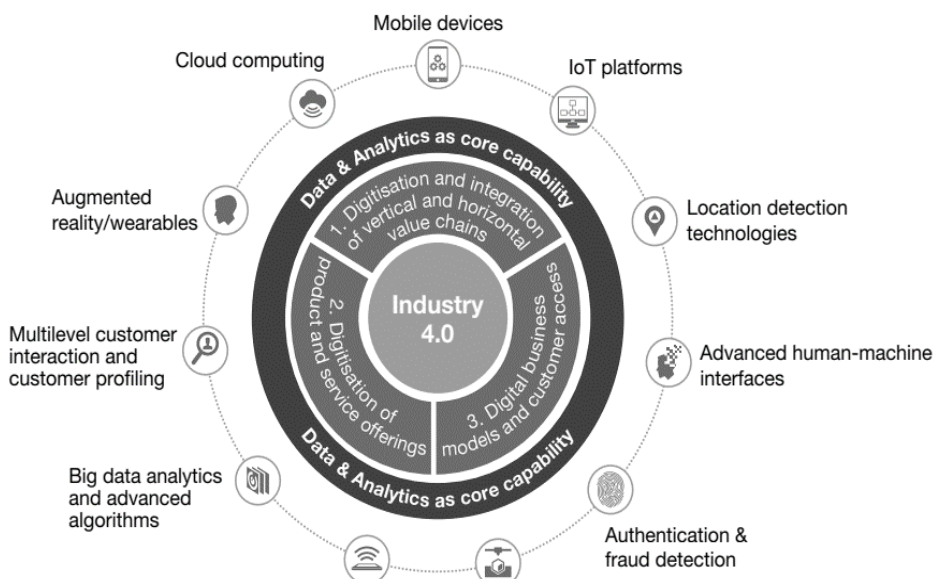 Mobile devices
Cloud computing
IoT platforms
Augmented
reality/wearables
Location detection
technologies
Multilevel customer
interaction and
customer profiling
Advanced human-machine
interfaces
Big data analytics
and advanced
algorithms
Authentication &
fraud detection
Data & Analytics as core capability
1. Digitisation and integration
of vertical and horizontal
value chains
2. Digitisation of
product and service offerings
3. Digital business
models and customer access
Industry
4.0
Data & Analytics as core capability